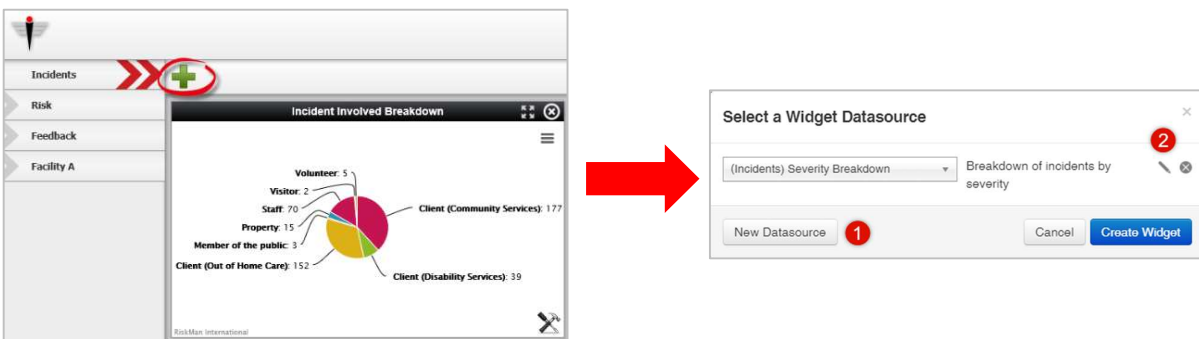 Incidents
Risk
Feedback
Facility A
Incident Involved Breakdown
Volunteer: 5
Visitor: 2
Staff: 70
Property: 15
Member of the public: 3
Client (Out of Home Care): 152
Client (Community Services): 177
Client (Disability Services): 39
RiskMan International
Select a Widget Datasource
2
(Incidents) Severity Breakdown
Breakdown of incidents by
severity
New Datasource
1
Cancel
Create Widget